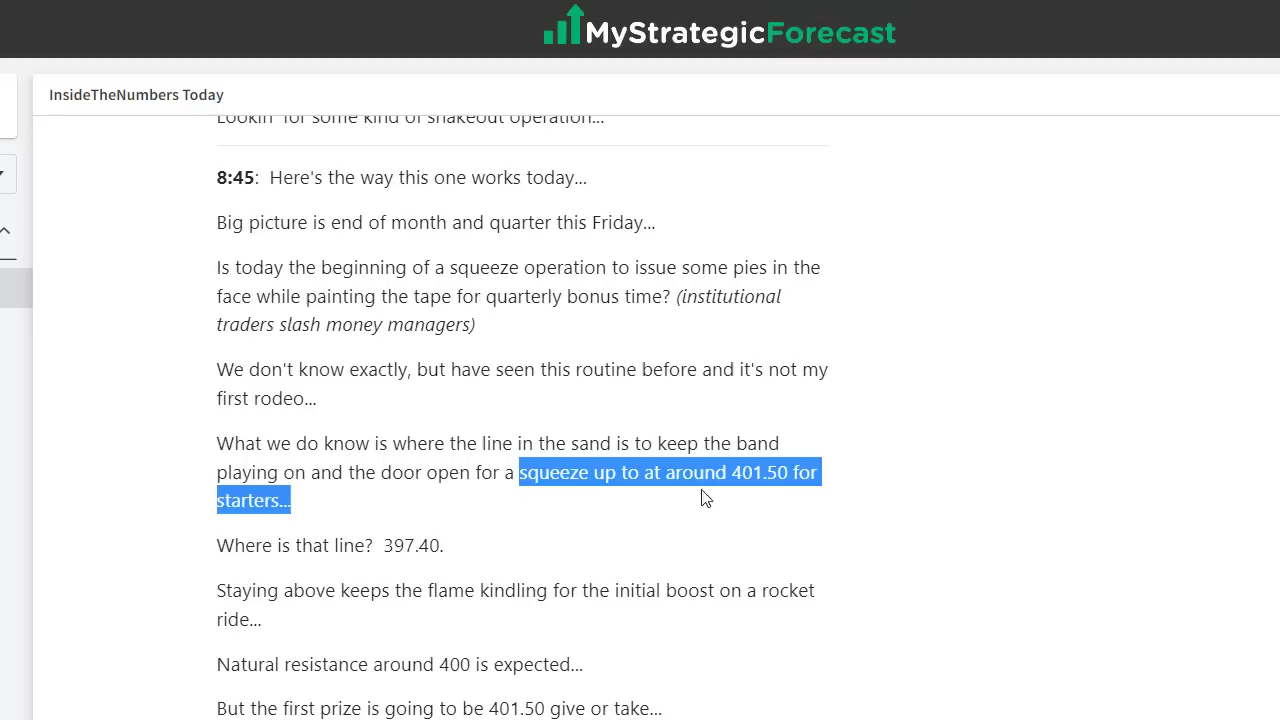 MyStrategicForecast
InsideTheNumbers Today
Lookin' for some kind of shakeout operation...
8:45:  Here's the way this one works today...
Big picture is end of month and quarter this Friday...
Is today the beginning of a squeeze operation to issue some pies in the
face while painting the tape for quarterly bonus time? (institutional
traders slash money managers)
We don't know exactly, but have seen this routine before and it's not my
first rodeo...
What we do know is where the line in the sand is to keep the band
playing on and the door open for a squeeze up to at around 401.50 for
starters...
Where is that line?  397.40.
Staying above keeps the flame kindling for the initial boost on a rocket
ride...
Natural resistance around 400 is expected...
But the first prize is going to be 401.50 give or take...